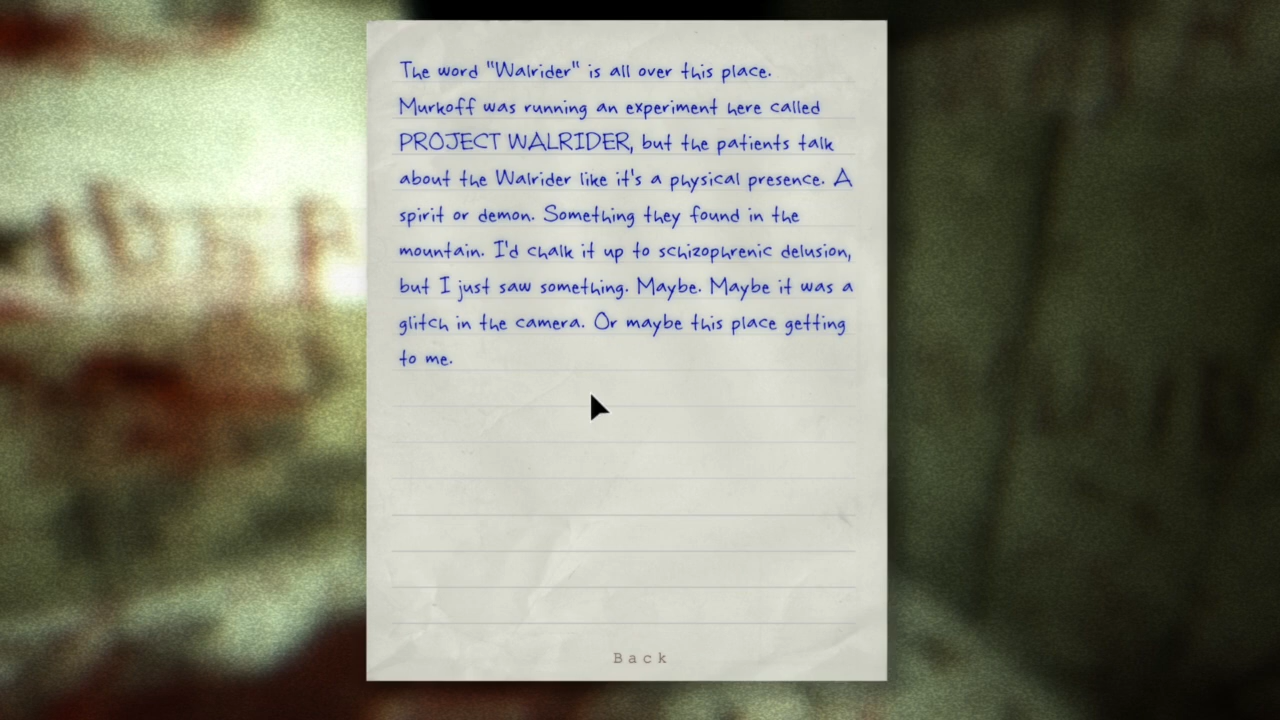 The word "Walrider" is all over this place.
Murkoff was running an experiment here called
PROJECT WALRIDER, but the patients talk
about the Walrider like it's a physical presence. A
spirit or demon. Something they found in the
mountain. I'd chalk it up to schizophrenic delusion,
but I just saw something. Maybe. Maybe it was a
glitch in the camera. Or maybe this place getting
to me.
Back